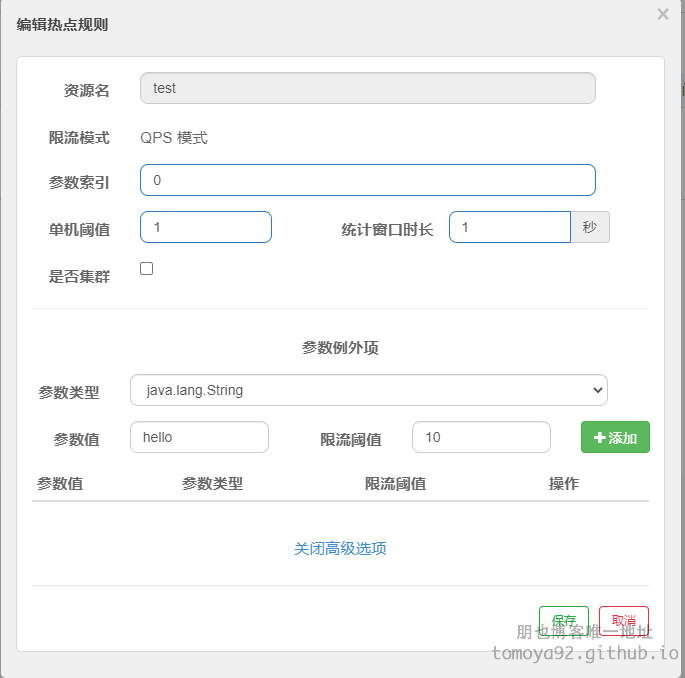 编辑热点规则 ×
资源名 test
限流模式 QPS 模式
参数索引 0
单机阈值 1 统计窗口时长 1 秒
是否集群
参数例外项
参数类型 java.lang.String
参数值 hello 限流阈值 10 添加
参数值 参数类型 限流阈值 操作
关闭高级选项
保存 取消
朋也博客唯一地址
tomoya92.github.io